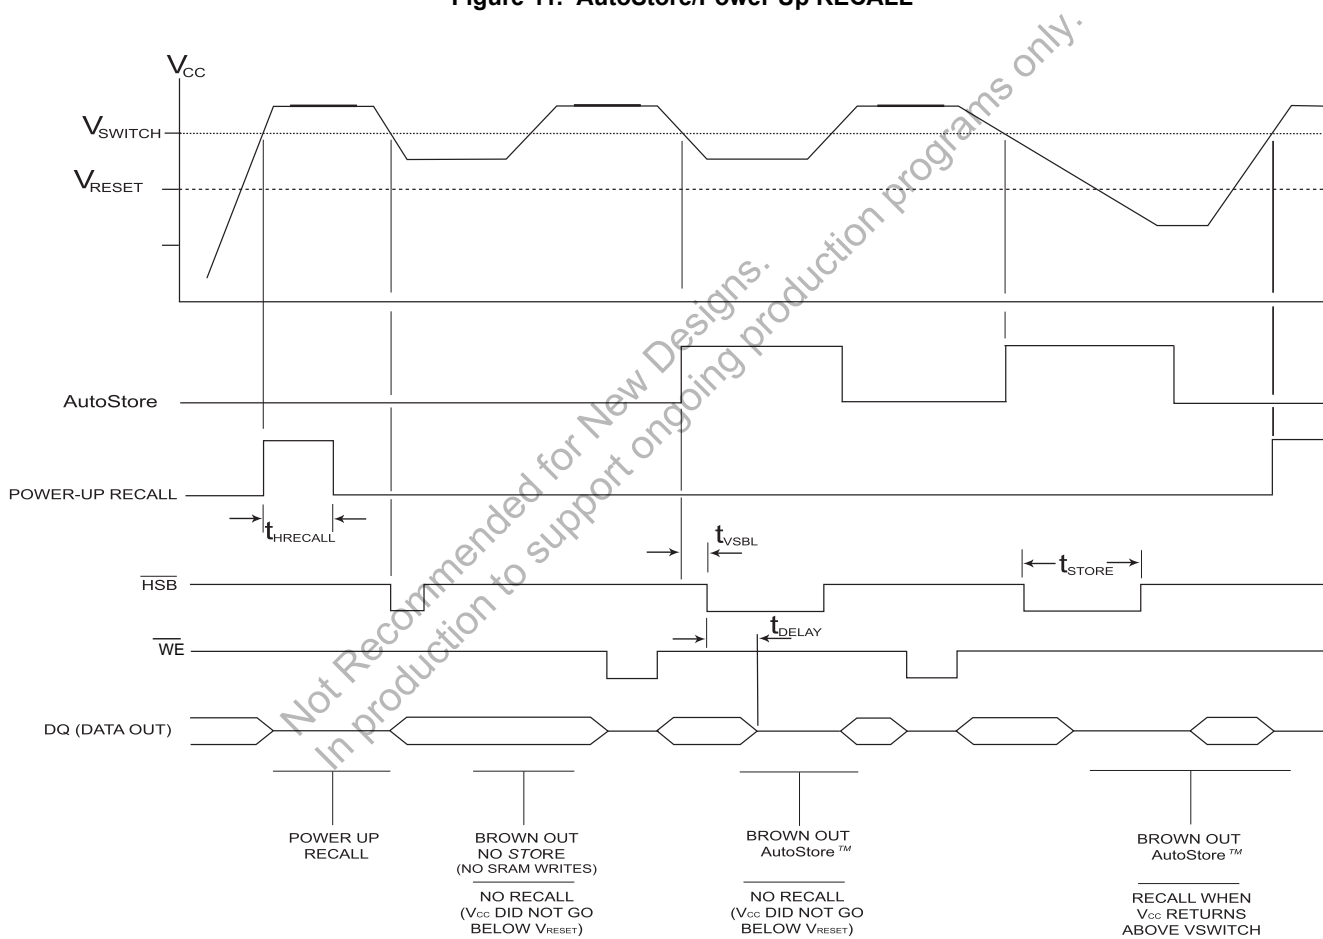 Figure 11. AutoStore/Power Up RECALL
VCC
VSWITCH
VRESET
AutoStore
POWER-UP RECALL
tHRECALL
tVSBL
HSB
tSTORE
tDELAY
WE
DQ (DATA OUT)
POWER UP
RECALL
BROWN OUT
NO STORE
(NO SRAM WRITES)
NO RECALL
(VCC DID NOT GO
BELOW VRESET)
BROWN OUT
AutoStore™
NO RECALL
(VCC DID NOT GO
BELOW VRESET)
BROWN OUT
AutoStore™
RECALL WHEN
VCC RETURNS
ABOVE VSWITCH
Not Recommended for New Designs.
In production to support ongoing production programs only.